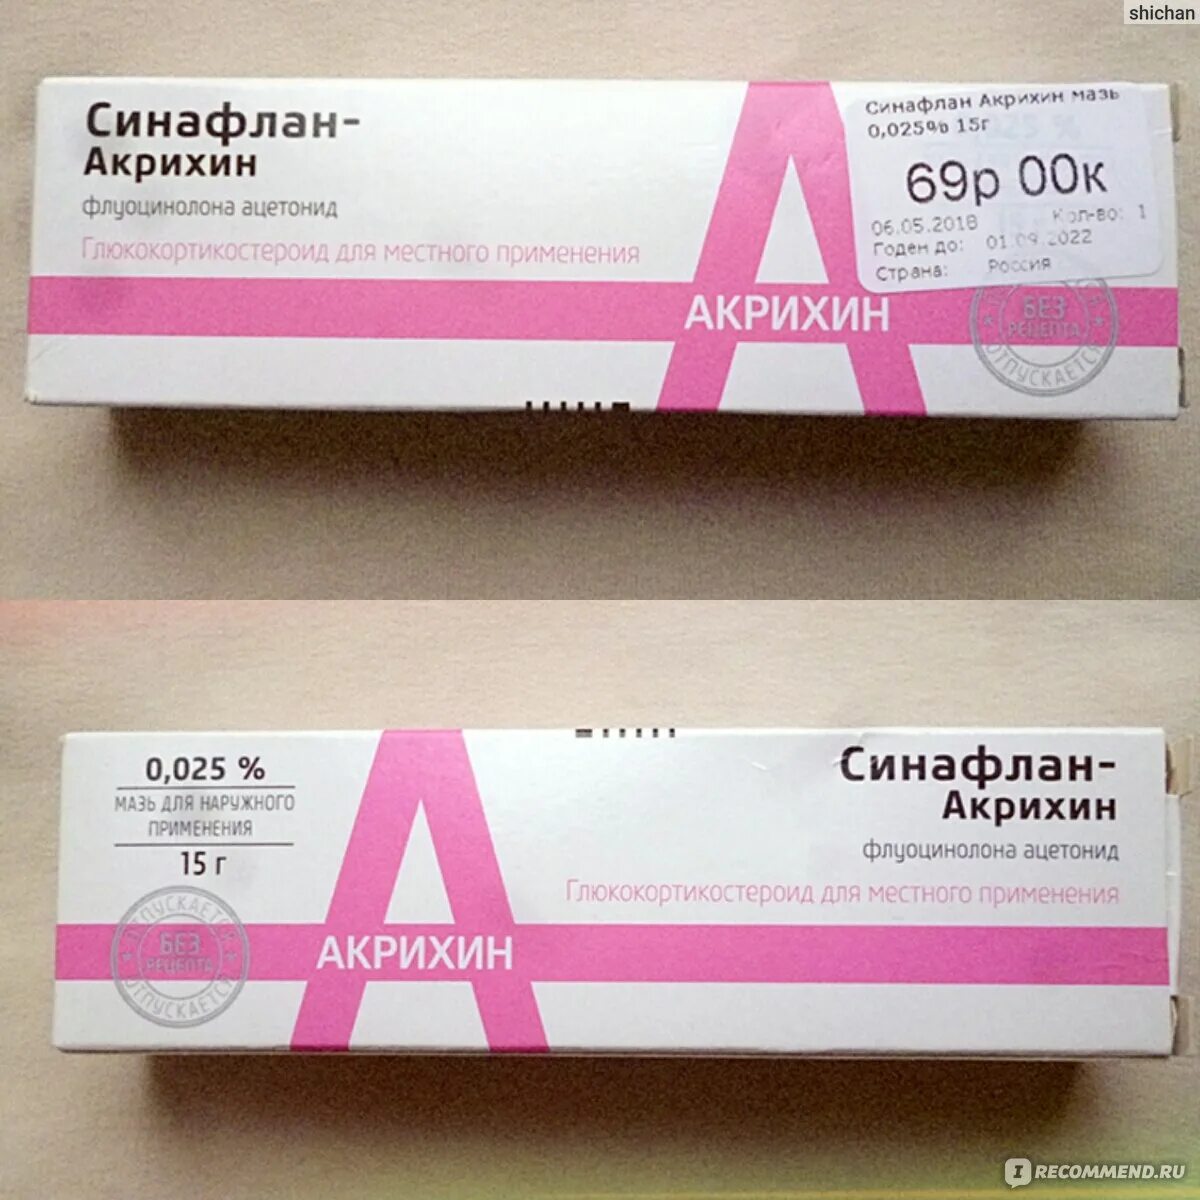 shichan
Синафлан-
Акрихин
флуоцинолона ацетонид
Глюкокортикостероид для местного применения
АКРИХИН
Синафлан Акрихин мазь
0,025% 15г
69р 00к
06.05.2018 Кол-во: 1
Годен до: 01.09.2022
Страна: Россия
БЕЗ
РЕЦЕПТА
ОТПУСКАЕТСЯ
0,025 %
МАЗЬ ДЛЯ НАРУЖНОГО
ПРИМЕНЕНИЯ
15 г
ОТПУСКАЕТСЯ
БЕЗ
РЕЦЕПТА
ОТПУСКАЕТСЯ
АКРИХИН
Синафлан-
Акрихин
флуоцинолона ацетонид
Глюкокортикостероид для местного применения
IRECOMMEND.RU